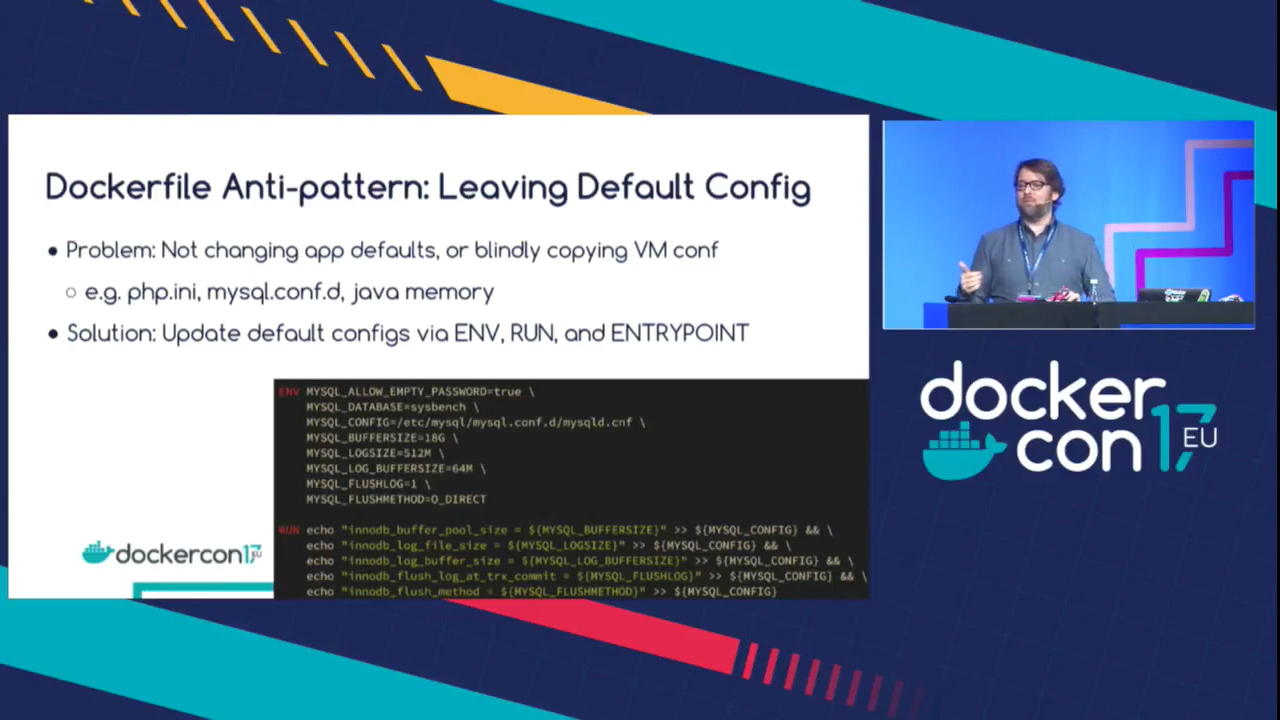 Dockerfile Anti-pattern: Leaving Default Config
• Problem: Not changing app defaults, or blindly copying VM conf
○ e.g. php.ini, mysql.conf.d, java memory
• Solution: Update default configs via ENV, RUN, and ENTRYPOINT
ENV MYSQL_ALLOW_EMPTY_PASSWORD=true \
MYSQL_DATABASE=sysbench \
MYSQL_CONFIG=/etc/mysql/mysql.conf.d/mysqld.cnf \
MYSQL_BUFFERSIZE=18G \
MYSQL_LOGSIZE=512M \
MYSQL_LOG_BUFFERSIZE=64M \
MYSQL_FLUSHLOG=1 \
MYSQL_FLUSHMETHOD=O_DIRECT
RUN echo "innodb_buffer_pool_size = ${MYSQL_BUFFERSIZE}" >> ${MYSQL_CONFIG} && \
echo "innodb_log_file_size = ${MYSQL_LOGSIZE}" >> ${MYSQL_CONFIG} && \
echo "innodb_log_buffer_size = ${MYSQL_LOG_BUFFERSIZE}" >> ${MYSQL_CONFIG} && \
echo "innodb_flush_log_at_trx_commit = ${MYSQL_FLUSHLOG}" >> ${MYSQL_CONFIG} && \
echo "innodb_flush_method = ${MYSQL_FLUSHMETHOD}" >> ${MYSQL_CONFIG}
dockercon17 EU
docker
con 17 EU